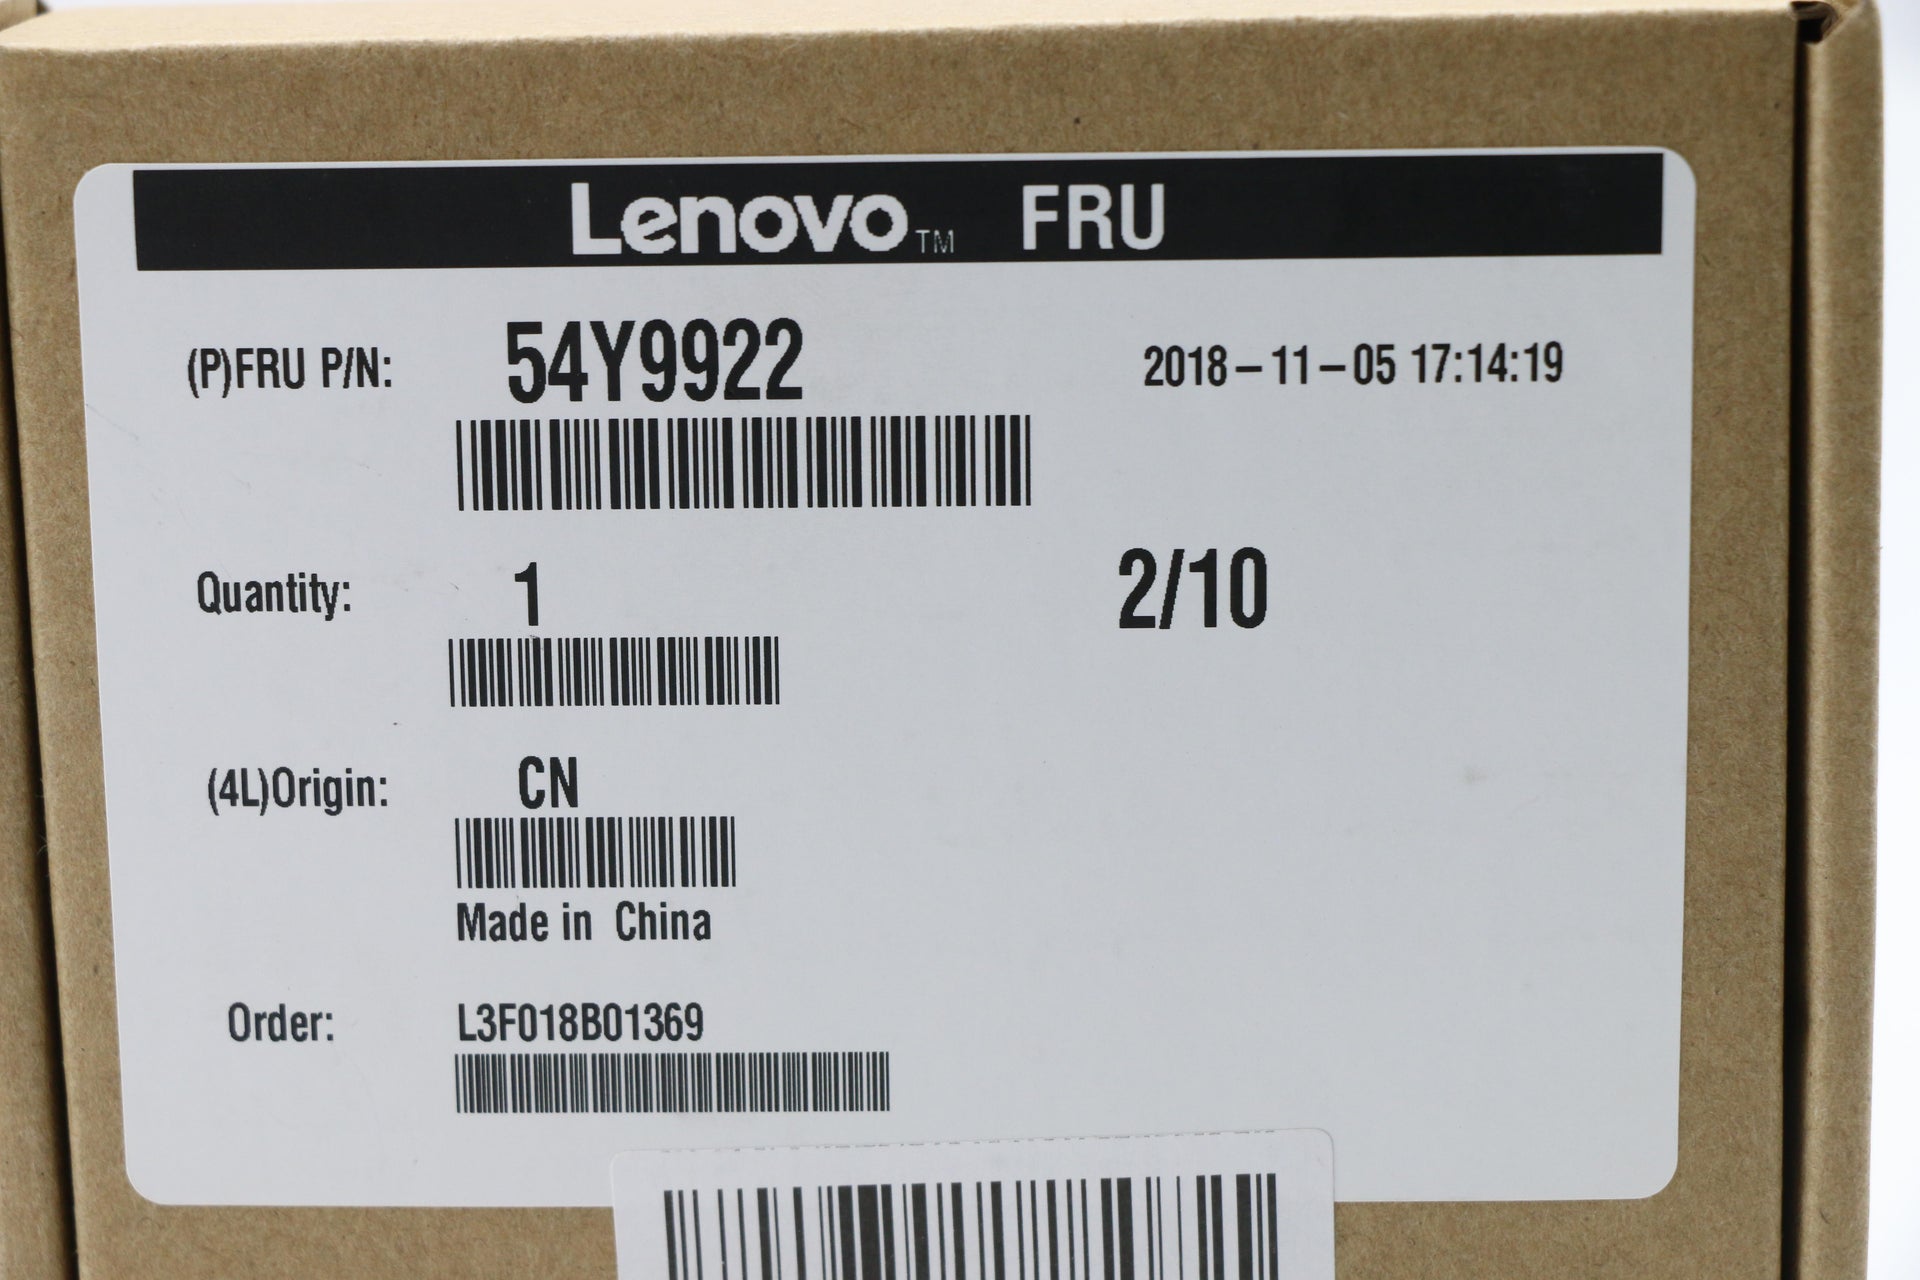 Lenovo™ FRU
(P)FRU P/N: 54Y9922 2018-11-05 17:14:19
Quantity: 1 2/10
(4L)Origin: CN
Made in China
Order: L3F018B01369